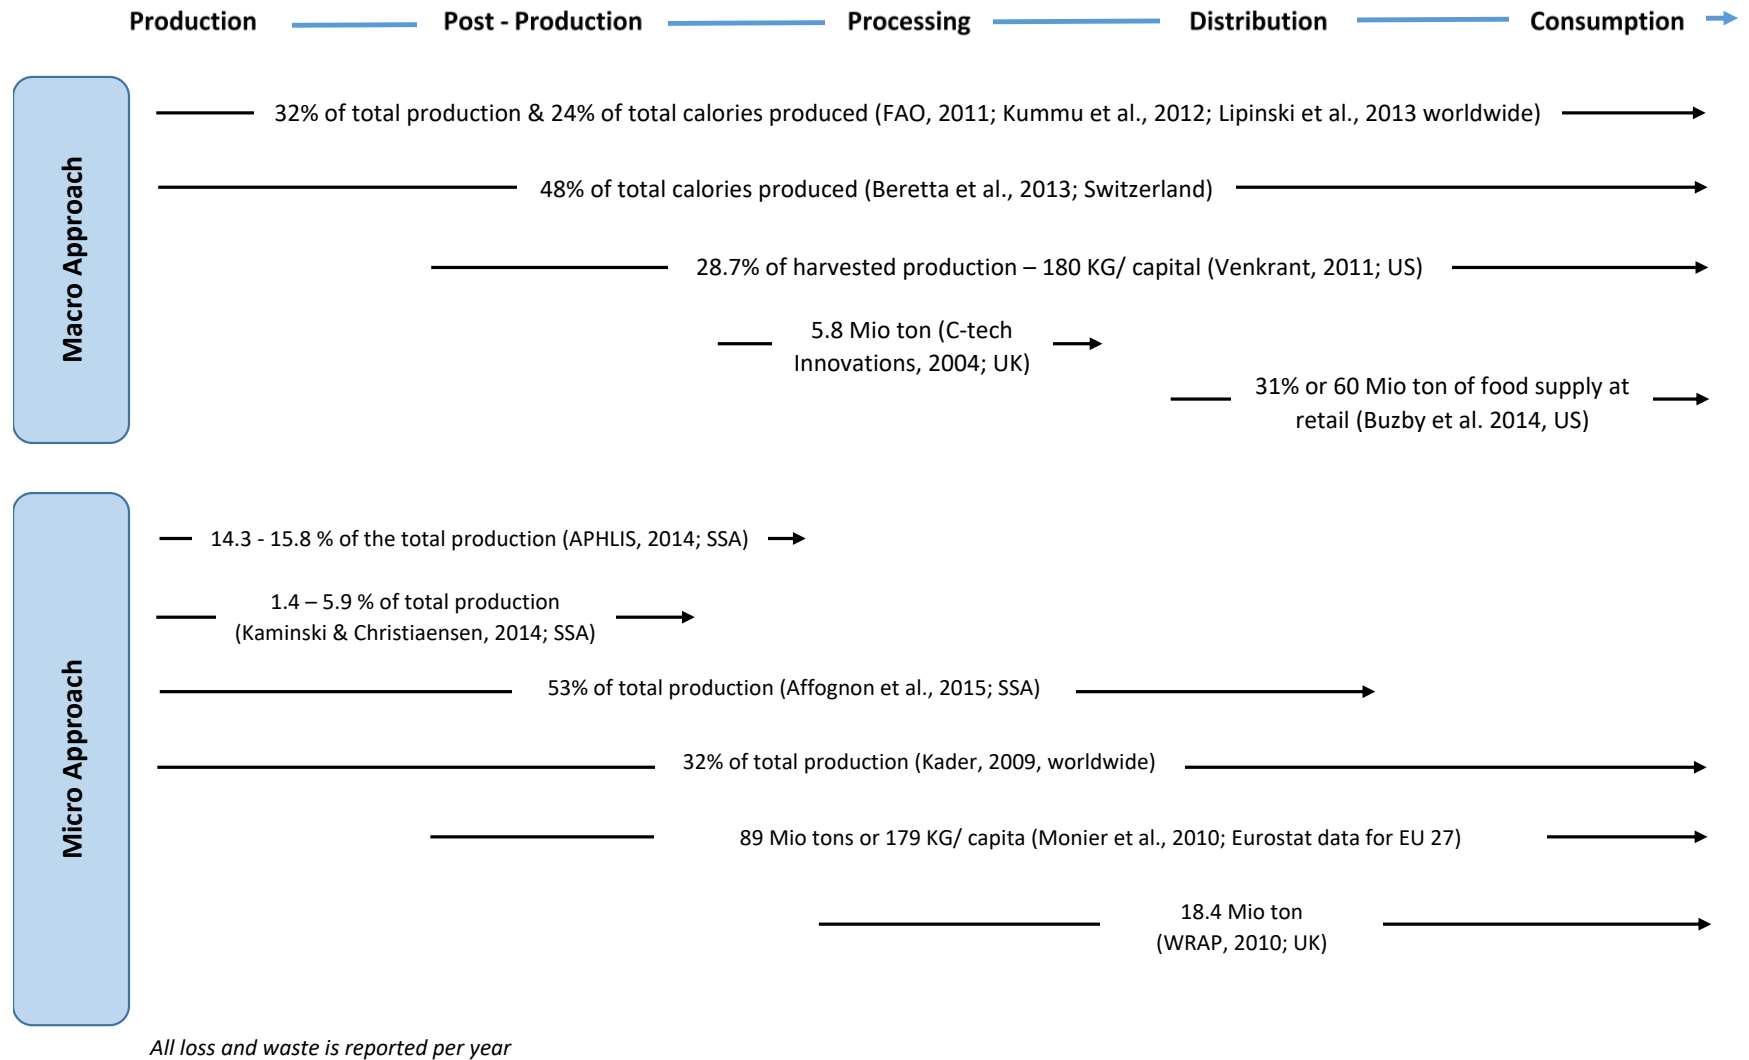 Production Post - Production Processing Distribution Consumption
Macro Approach
32% of total production & 24% of total calories produced (FAO, 2011; Kummu et al., 2012; Lipinski et al., 2013 worldwide)
48% of total calories produced (Beretta et al., 2013; Switzerland)
28.7% of harvested production – 180 KG/ capital (Venkrant, 2011; US)
5.8 Mio ton (C-tech
Innovations, 2004; UK)
31% or 60 Mio ton of food supply at
retail (Buzby et al. 2014, US)
Micro Approach
14.3 - 15.8 % of the total production (APHLIS, 2014; SSA)
1.4 – 5.9 % of total production
(Kaminski & Christiaensen, 2014; SSA)
53% of total production (Affognon et al., 2015; SSA)
32% of total production (Kader, 2009, worldwide)
89 Mio tons or 179 KG/ capita (Monier et al., 2010; Eurostat data for EU 27)
18.4 Mio ton
(WRAP, 2010; UK)
All loss and waste is reported per year